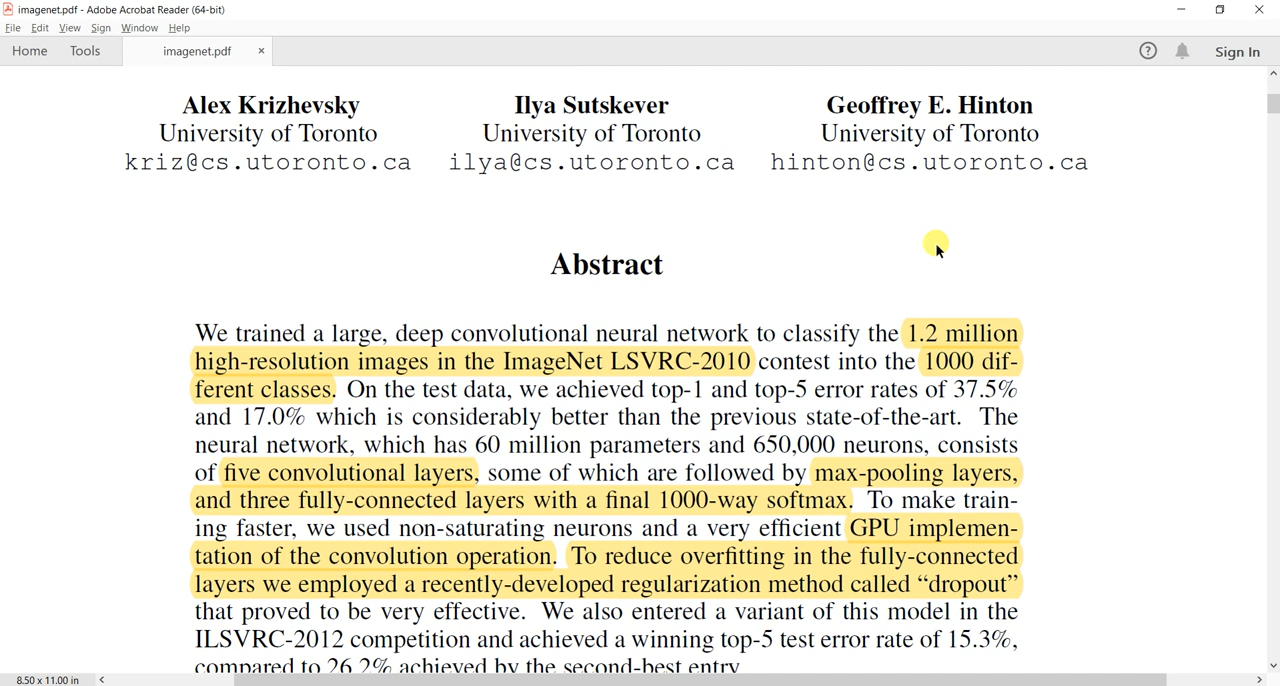 imagenet.pdf - Adobe Acrobat Reader (64-bit)
File Edit View Sign Window Help
Home Tools imagenet.pdf × ? Sign In
Alex Krizhevsky Ilya Sutskever Geoffrey E. Hinton
University of Toronto University of Toronto University of Toronto
kriz@cs.utoronto.ca ilya@cs.utoronto.ca hinton@cs.utoronto.ca
Abstract
We trained a large, deep convolutional neural network to classify the 1.2 million
high-resolution images in the ImageNet LSVRC-2010 contest into the 1000 dif-
ferent classes. On the test data, we achieved top-1 and top-5 error rates of 37.5%
and 17.0% which is considerably better than the previous state-of-the-art. The
neural network, which has 60 million parameters and 650,000 neurons, consists
of five convolutional layers, some of which are followed by max-pooling layers,
and three fully-connected layers with a final 1000-way softmax. To make train-
ing faster, we used non-saturating neurons and a very efficient GPU implemen-
tation of the convolution operation. To reduce overfitting in the fully-connected
layers we employed a recently-developed regularization method called “dropout”
that proved to be very effective. We also entered a variant of this model in the
ILSVRC-2012 competition and achieved a winning top-5 test error rate of 15.3%,
compared to 26.2% achieved by the second-best entry
8.50 x 11.00 in